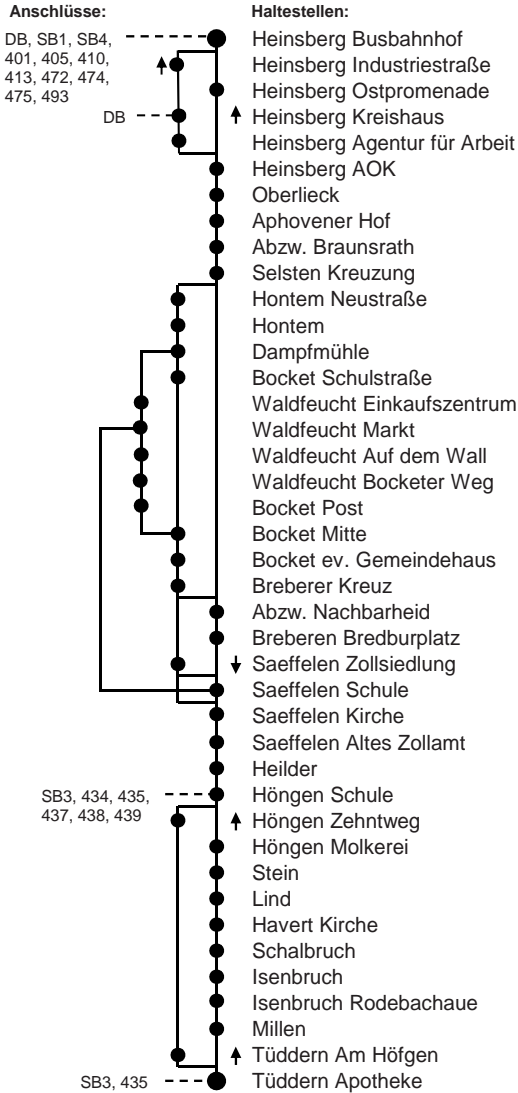 Anschlüsse:
Haltestellen:
DB, SB1, SB4,
401, 405, 410,
413, 472, 474,
475, 493
DB
SB3, 434, 435,
437, 438, 439
SB3, 435
Heinsberg Busbahnhof
Heinsberg Industriestraße
Heinsberg Ostpromenade
Heinsberg Kreishaus
Heinsberg Agentur für Arbeit
Heinsberg AOK
Oberlieck
Aphovener Hof
Abzw. Braunsrath
Selsten Kreuzung
Hontem Neustraße
Hontem
Dampfmühle
Bocket Schulstraße
Waldfeucht Einkaufszentrum
Waldfeucht Markt
Waldfeucht Auf dem Wall
Waldfeucht Bocketer Weg
Bocket Post
Bocket Mitte
Bocket ev. Gemeindehaus
Breberer Kreuz
Abzw. Nachbarheid
Breberen Bredburplatz
Saeffelen Zollsiedlung
Saeffelen Schule
Saeffelen Kirche
Saeffelen Altes Zollamt
Heilder
Höngen Schule
Höngen Zehntweg
Höngen Molkerei
Stein
Lind
Havert Kirche
Schalbruch
Isenbruch
Isenbruch Rodebachaue
Millen
Tüddern Am Höfgen
Tüddern Apotheke